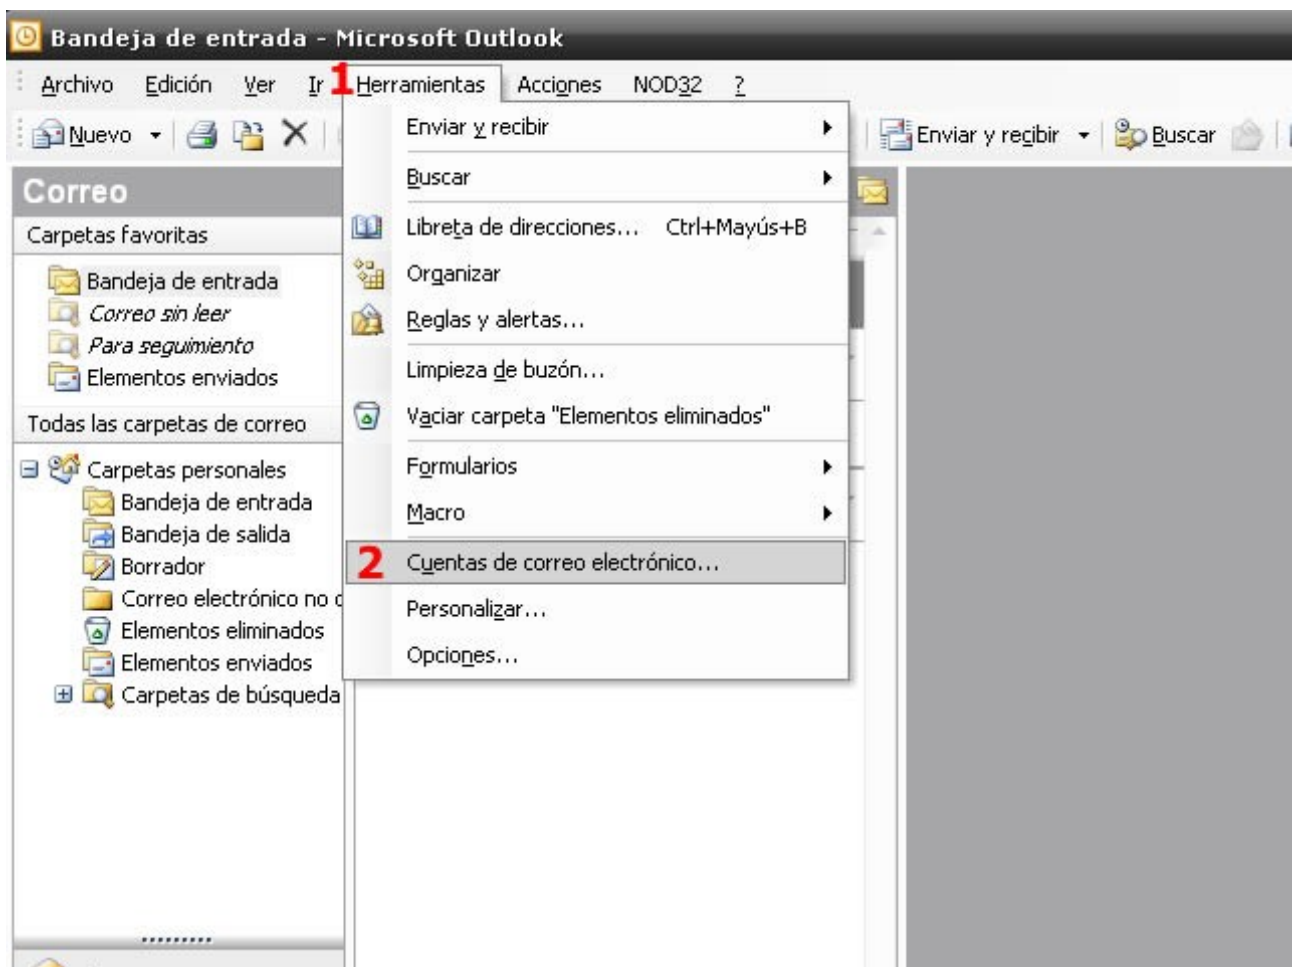 Bandeja de entrada - Microsoft Outlook
Archivo Edición Ver Ir 1 Herramientas Acciones NOD32 ?
Nuevo Enviar y recibir Buscar
Correo
Carpetas favoritas
Bandeja de entrada
Correo sin leer
Para seguimiento
Elementos enviados
Todas las carpetas de correo
Carpetas personales
Bandeja de entrada
Bandeja de salida
Borrador
Correo electrónico no
Elementos eliminados
Elementos enviados
Carpetas de búsqueda
Enviar y recibir
Buscar
Libreta de direcciones... Ctrl+Mayús+B
Organizar
Reglas y alertas...
Limpieza de buzón...
Vaciar carpeta "Elementos eliminados"
Formularios
Macro
2 Cuentas de correo electrónico...
Personalizar...
Opciones...